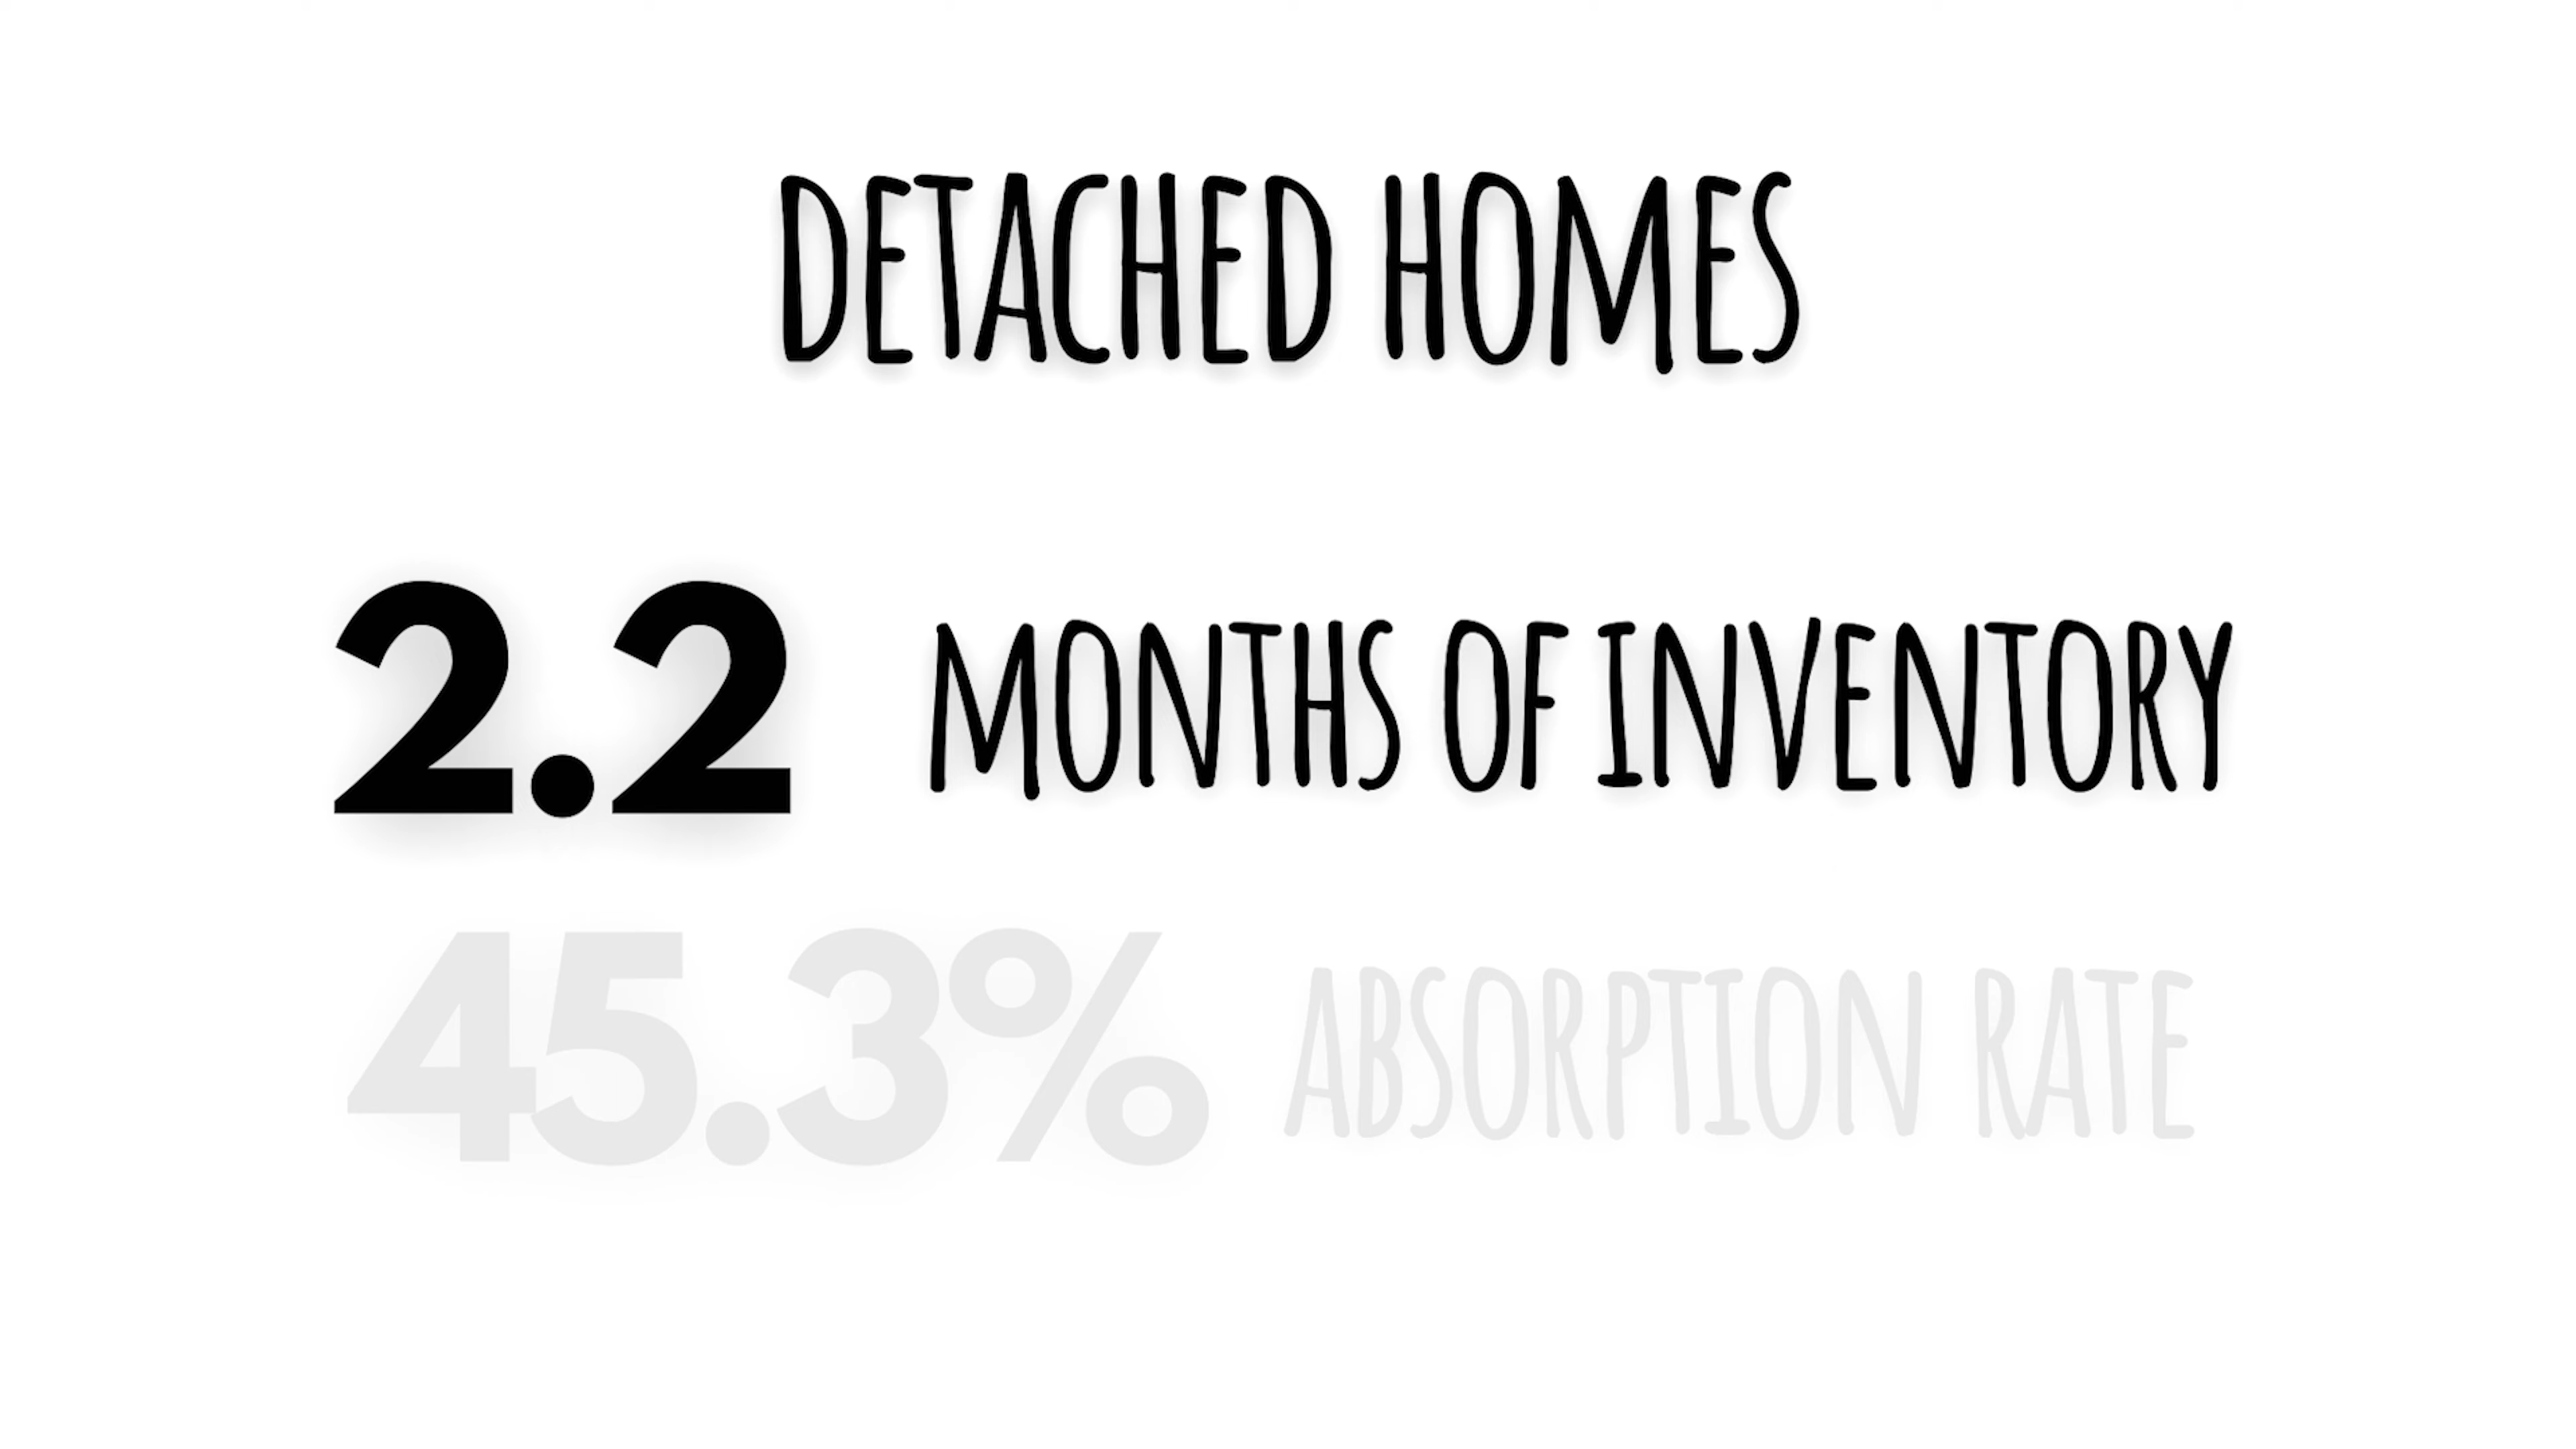 DETACHED HOMES
2.2 MONTHS OF INVENTORY
45.3% ABSORPTION RATE